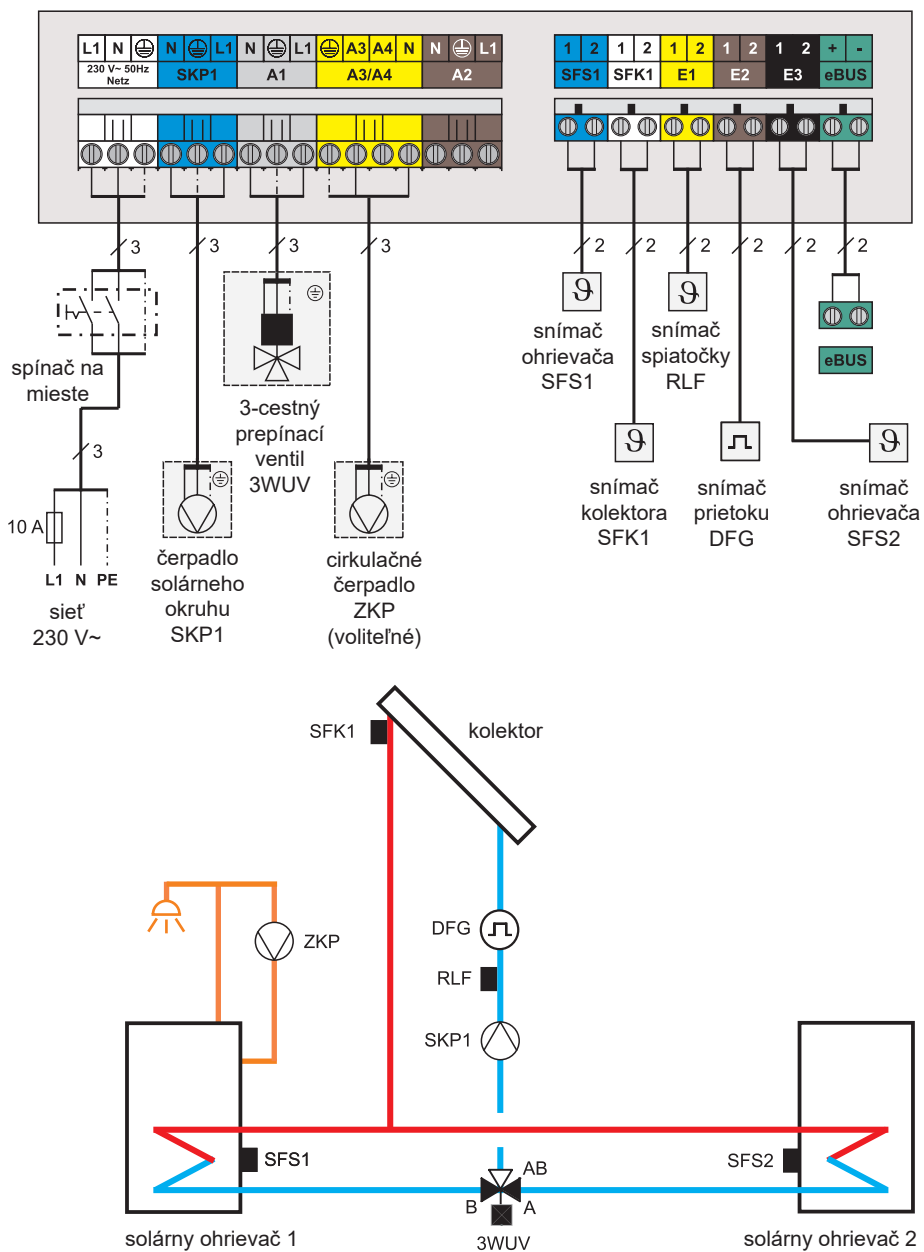 L1 N N L1 N L1 A3 A4 N N L1
230 V~ 50Hz
Netz
SKP1
A1
A3/A4
A2
1 2 1 2 1 2 1 2 1 2 + -
SFS1 SFK1 E1 E2 E3 eBUS
3 3 3 3
2 2 2 2 2 2
spínač na
mieste
3
10 A
L1 N PE
sieť
230 V~
čerpadlo
solárneho
okruhu
SKP1
3-cestný
prepínací
ventil
3WUV
cirkulačné
čerpadlo
ZKP
(voliteľné)
ϑ
snímač
ohrievača
SFS1
ϑ
snímač
spiatočky
RLF
eBUS
ϑ
snímač
kolektora
SFK1
snímač
prietoku
DFG
ϑ
snímač
ohrievača
SFS2
SFK1
kolektor
DFG
ZKP
RLF
SKP1
SFS1
SFS2
AB
B
A
3WUV
solárny ohrievač 1
solárny ohrievač 2